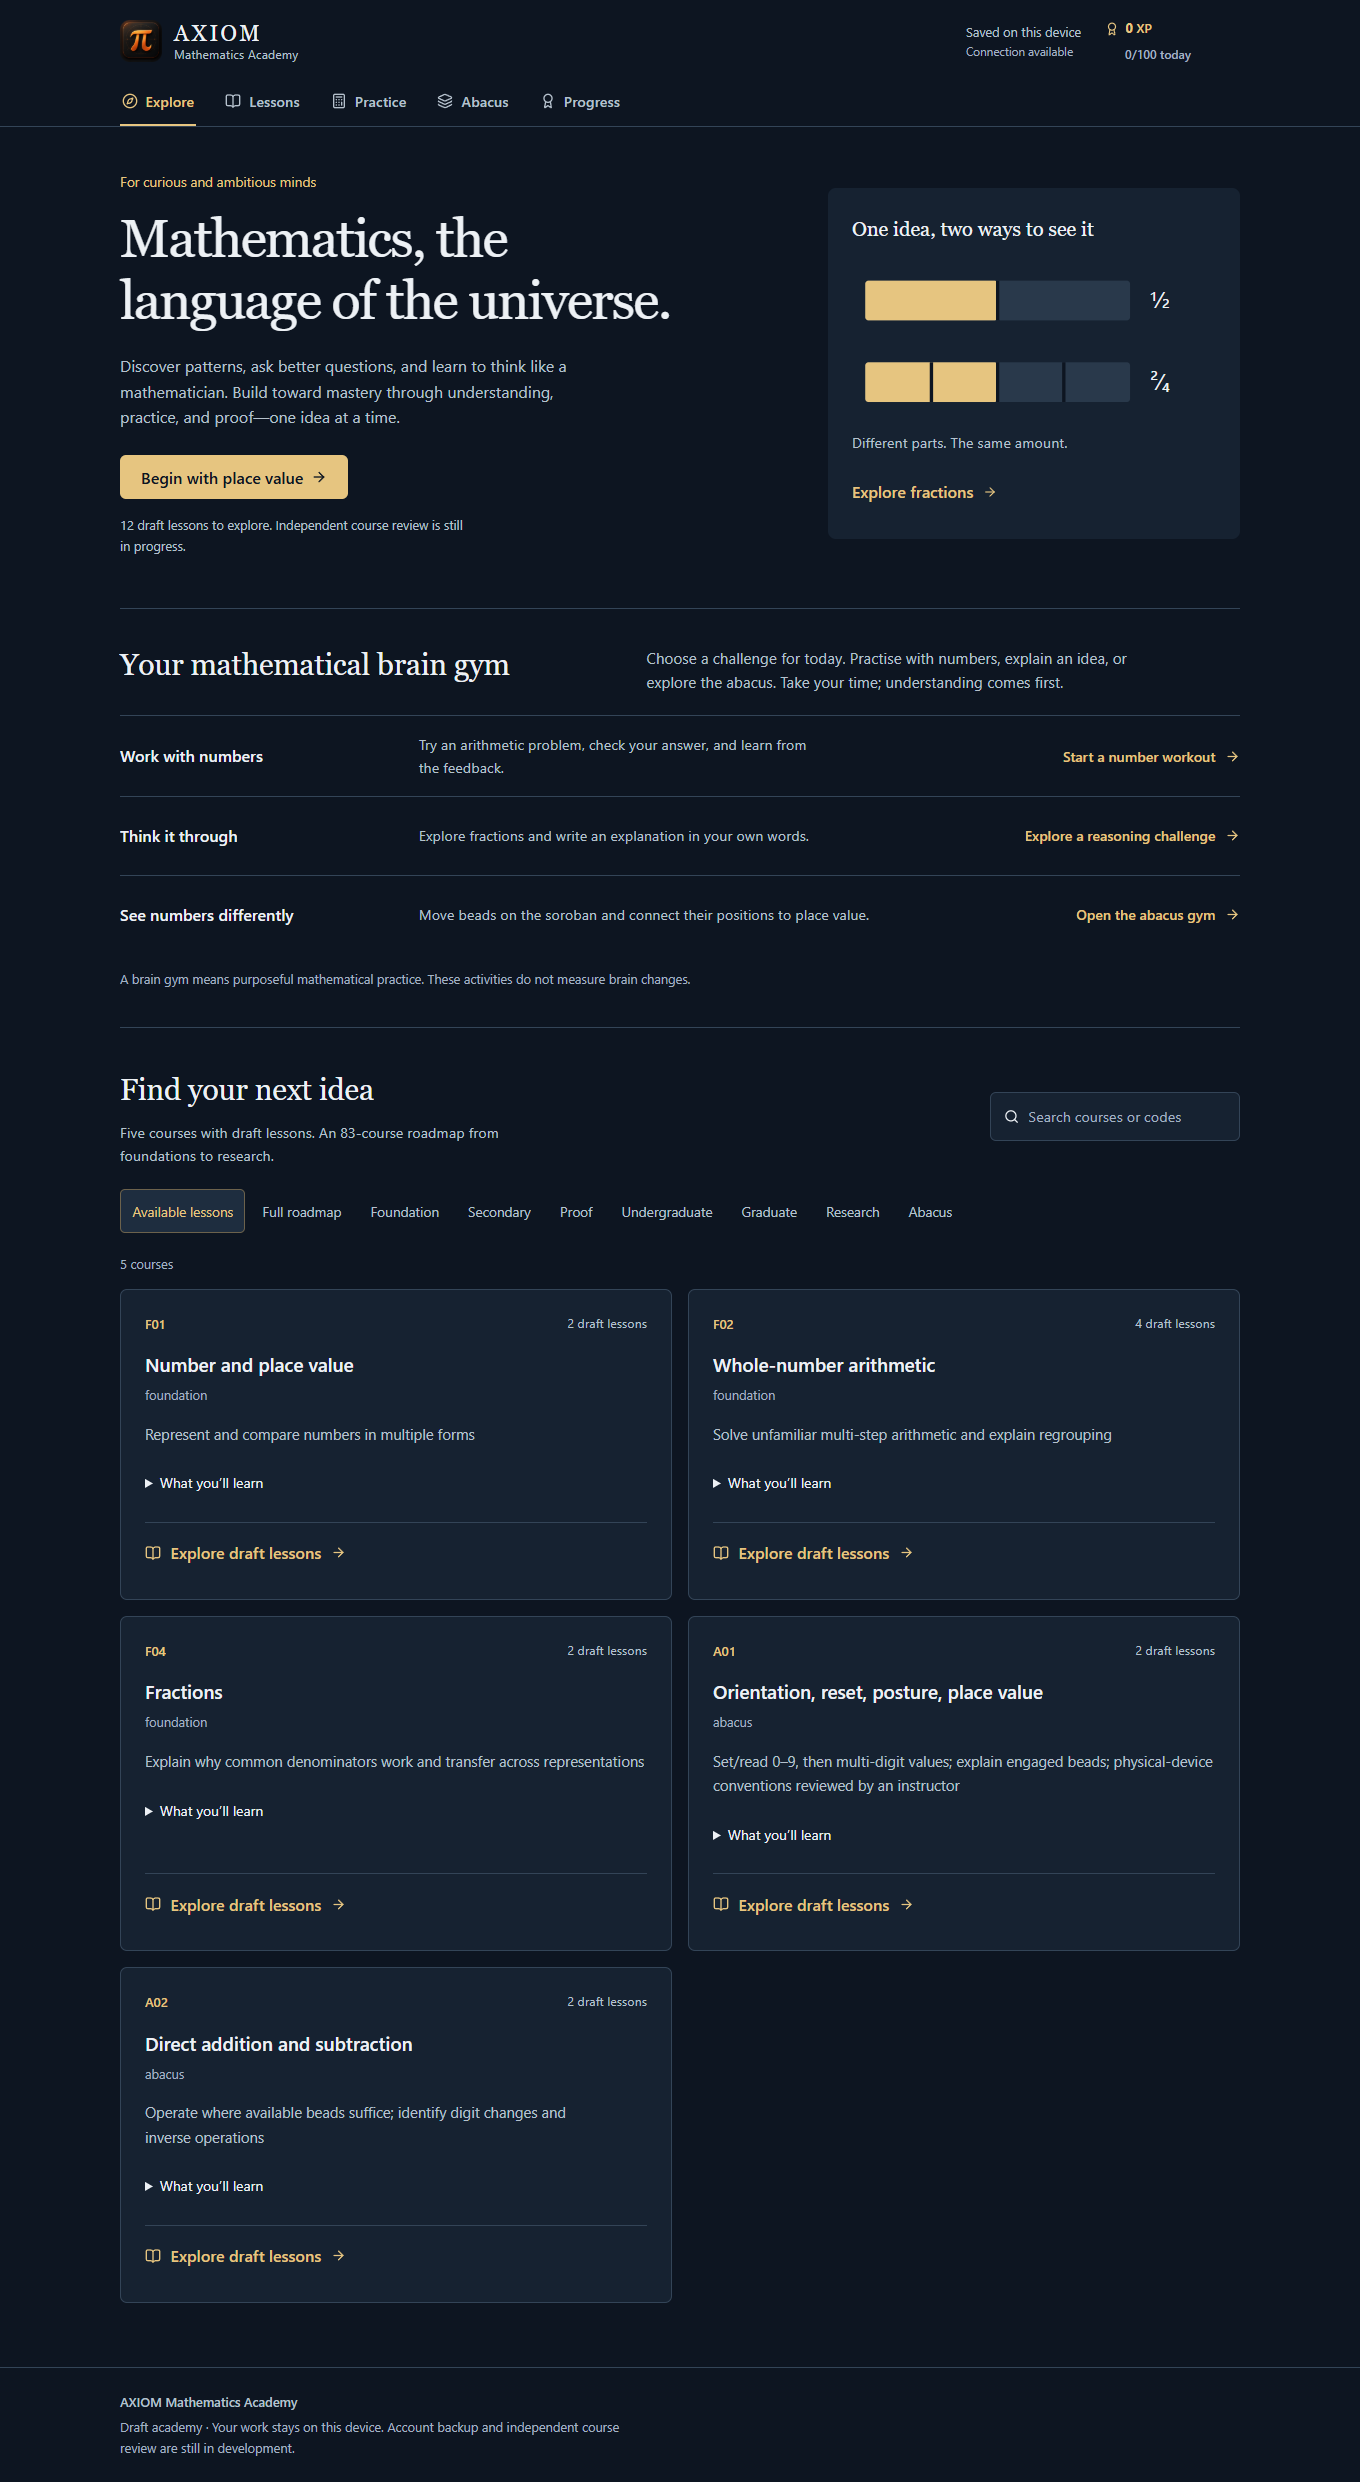 π AXIOM
Mathematics Academy
Saved on this device
Connection available
0 XP
0/100 today
Explore
Lessons
Practice
Abacus
Progress
For curious and ambitious minds
Mathematics, the
language of the universe.
Discover patterns, ask better questions, and learn to think like a
mathematician. Build toward mastery through understanding,
practice, and proof—one idea at a time.
Begin with place value →
12 draft lessons to explore. Independent course review is still
in progress.
One idea, two ways to see it
½
2⁄4
Different parts. The same amount.
Explore fractions →
Your mathematical brain gym
Choose a challenge for today. Practise with numbers, explain an idea, or
explore the abacus. Take your time; understanding comes first.
Work with numbers
Try an arithmetic problem, check your answer, and learn from
the feedback.
Start a number workout →
Think it through
Explore fractions and write an explanation in your own words.
Explore a reasoning challenge →
See numbers differently
Move beads on the soroban and connect their positions to place value.
Open the abacus gym →
A brain gym means purposeful mathematical practice. These activities do not measure brain changes.
Find your next idea
Five courses with draft lessons. An 83-course roadmap from
foundations to research.
Search courses or codes
Available lessons
Full roadmap
Foundation
Secondary
Proof
Undergraduate
Graduate
Research
Abacus
5 courses
F01
2 draft lessons
Number and place value
foundation
Represent and compare numbers in multiple forms
▶ What you’ll learn
Explore draft lessons →
F02
4 draft lessons
Whole-number arithmetic
foundation
Solve unfamiliar multi-step arithmetic and explain regrouping
▶ What you’ll learn
Explore draft lessons →
F04
2 draft lessons
Fractions
foundation
Explain why common denominators work and transfer across representations
▶ What you’ll learn
Explore draft lessons →
A01
2 draft lessons
Orientation, reset, posture, place value
abacus
Set/read 0–9, then multi-digit values; explain engaged beads; physical-device
conventions reviewed by an instructor
▶ What you’ll learn
Explore draft lessons →
A02
2 draft lessons
Direct addition and subtraction
abacus
Operate where available beads suffice; identify digit changes and
inverse operations
▶ What you’ll learn
Explore draft lessons →
AXIOM Mathematics Academy
Draft academy · Your work stays on this device. Account backup and independent course
review are still in development.